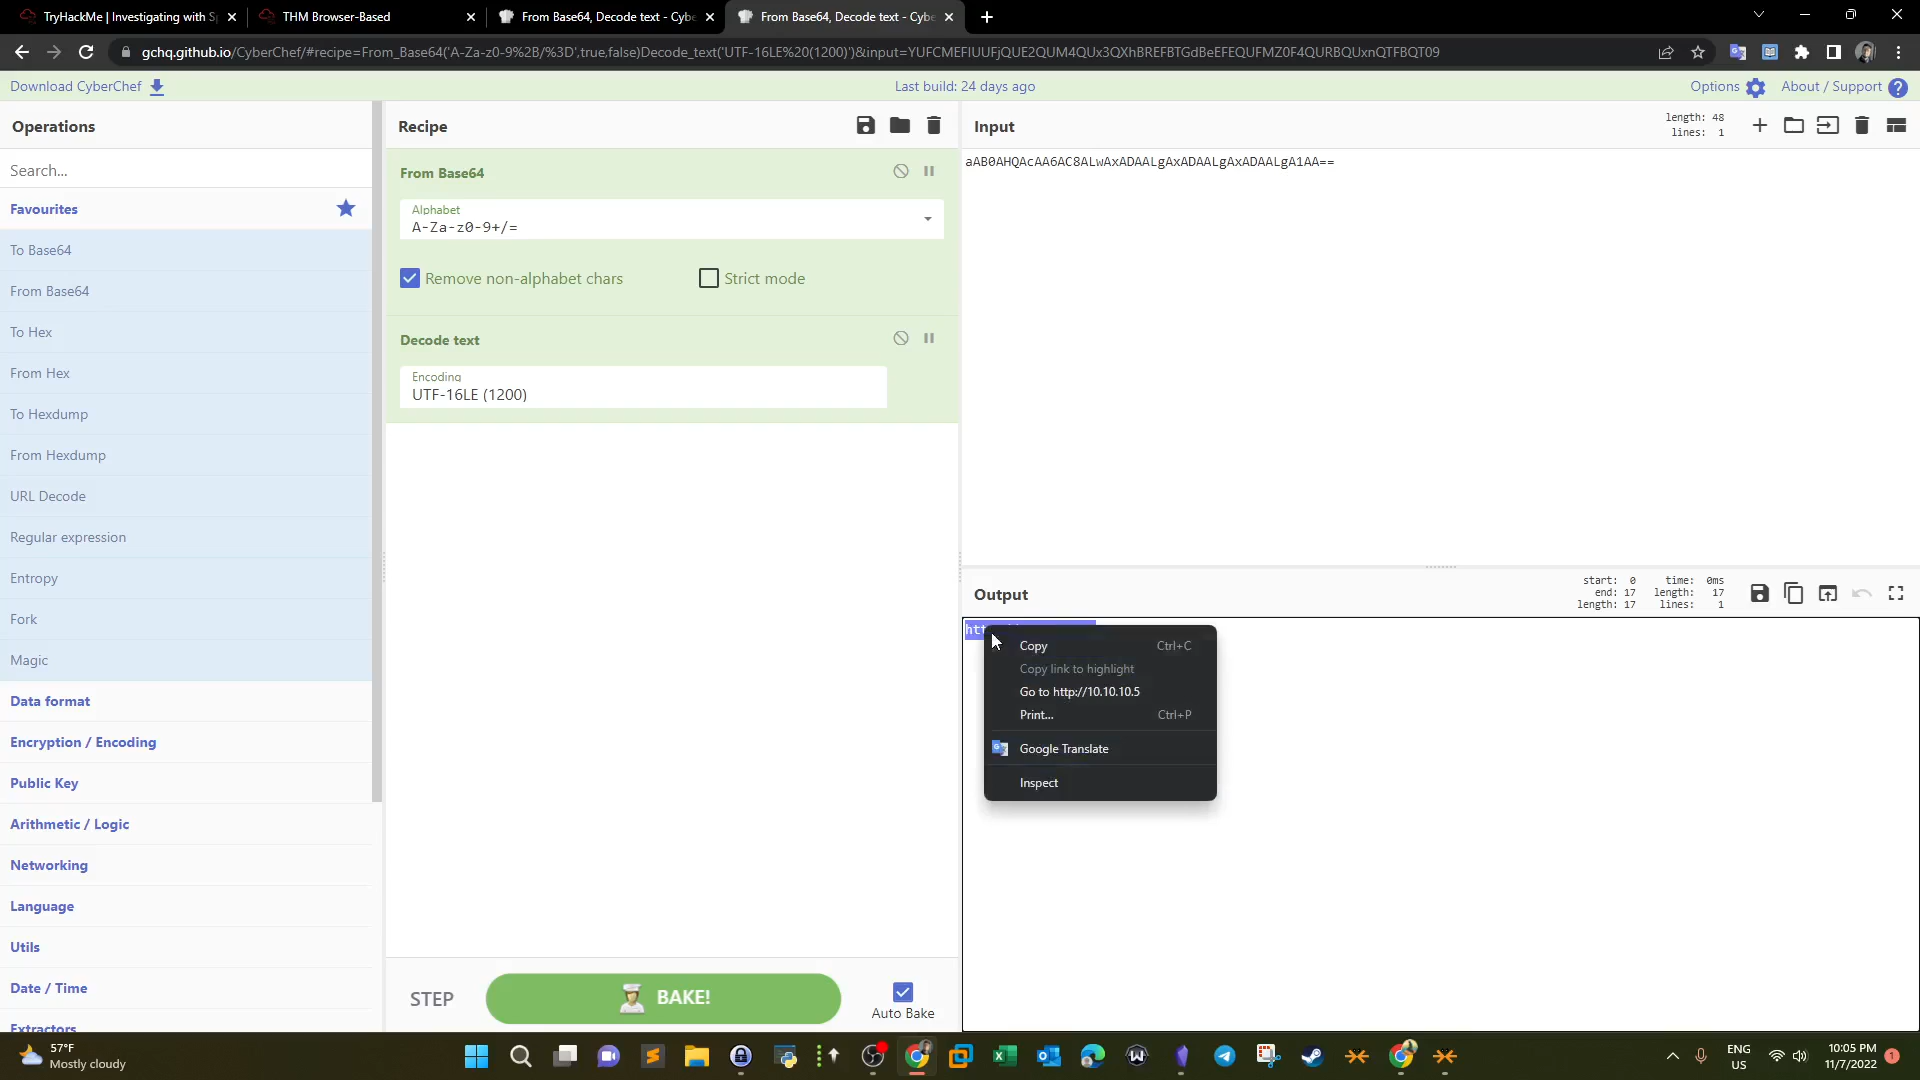 TryHackMe | Investigating with Sp
THM Browser-Based
From Base64, Decode text - Cybe
From Base64, Decode text - Cybe
gchq.github.io/CyberChef/#recipe=From_Base64('A-Za-z0-9%2B/%3D',true,false)Decode_text('UTF-16LE%20(1200)')&input=YUFCMEFIUUFjQUE2QUM4QUx3QXhBREFBTGdBeEFEQUFMZ0F4QURBQUxnQTFBQT09
Download CyberChef
Last build: 24 days ago
Options
About / Support
Operations
Recipe
Input
length: 48
lines: 1
Search...
From Base64
aAB0AHQAcAA6AC8ALwAxADAALgAxADAALgAxADAALgA1AA==
Favourites
Alphabet
A-Za-z0-9+/=
To Base64
Remove non-alphabet chars
Strict mode
From Base64
To Hex
Decode text
From Hex
Encoding
UTF-16LE (1200)
To Hexdump
From Hexdump
URL Decode
Regular expression
Entropy
Fork
Magic
Data format
Encryption / Encoding
Public Key
Arithmetic / Logic
Networking
Language
Utils
Date / Time
Extractors
Output
start: 0
end: 17
length: 17
time: 0ms
length: 17
lines: 1
Copy Ctrl+C
Copy link to highlight
Go to http://10.10.10.5
Print... Ctrl+P
Google Translate
Inspect
STEP
BAKE!
Auto Bake
57°F
Mostly cloudy
ENG
US
10:05 PM
11/7/2022
1